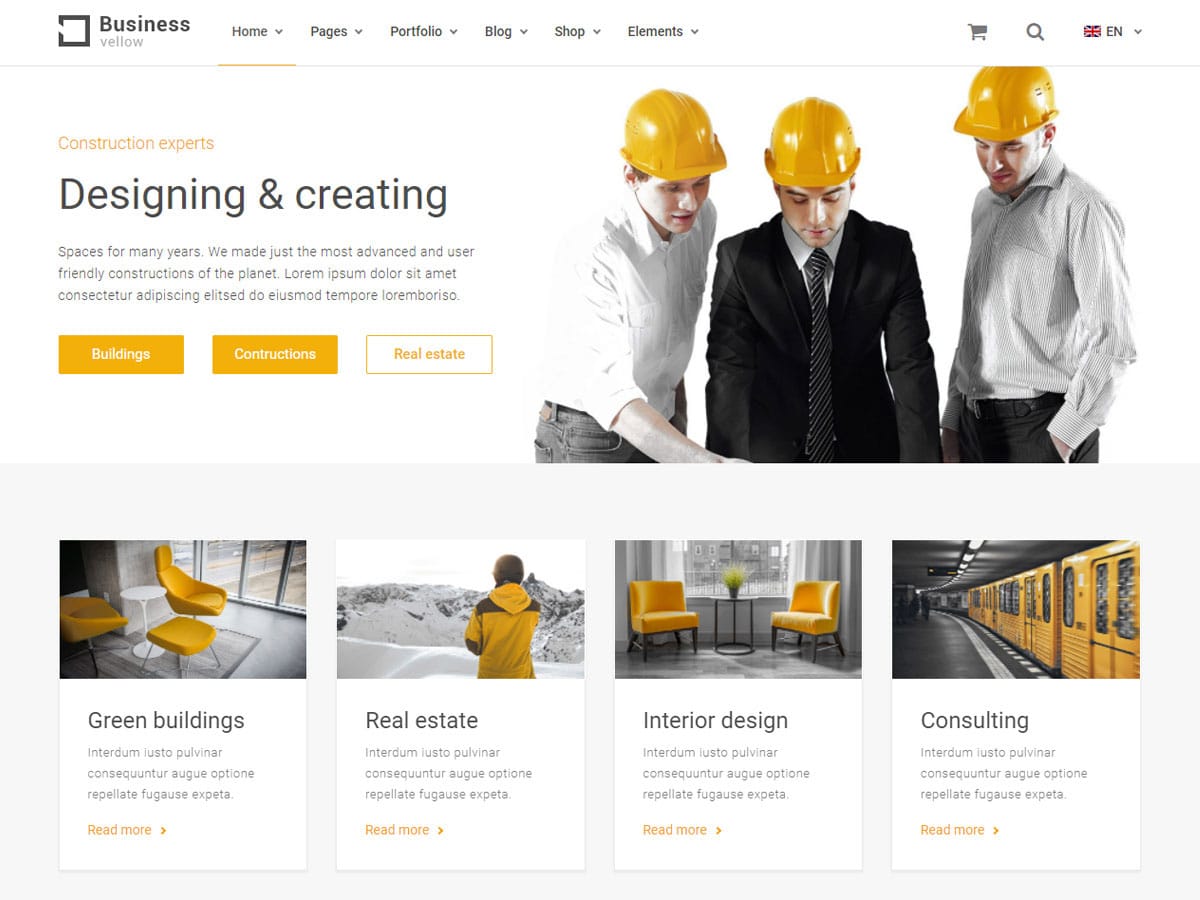 Business
vellow
Home
Pages
Portfolio
Blog
Shop
Elements
EN
Construction experts
Designing & creating
Spaces for many years. We made just the most advanced and user
friendly constructions of the planet. Lorem ipsum dolor sit amet
consectetur adipiscing elitsed do eiusmod tempore loremboriso.
Buildings
Contructions
Real estate
Green buildings
Interdum iusto pulvinar
consequuntur augue optione
repellate fugause expeta.
Read more
Real estate
Interdum iusto pulvinar
consequuntur augue optione
repellate fugause expeta.
Read more
Interior design
Interdum iusto pulvinar
consequuntur augue optione
repellate fugause expeta.
Read more
Consulting
Interdum iusto pulvinar
consequuntur augue optione
repellate fugause expeta.
Read more